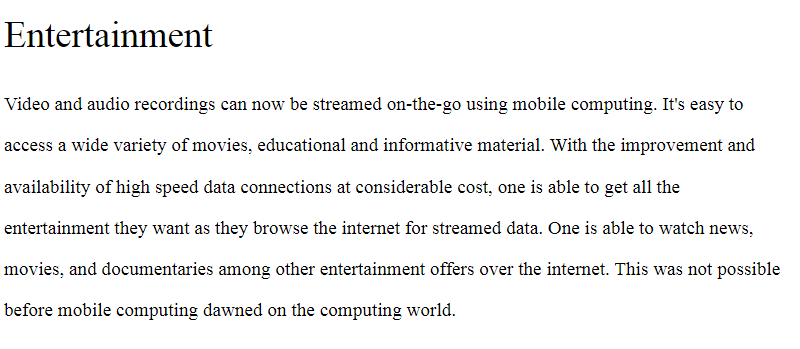 Entertainment
Video and audio recordings can now be streamed on-the-go using mobile computing. It's easy to
access a wide variety of movies, educational and informative material. With the improvement and
availability of high speed data connections at considerable cost, one is able to get all the
entertainment they want as they browse the internet for streamed data. One is able to watch news,
movies, and documentaries among other entertainment offers over the internet. This was not possible
before mobile computing dawned on the computing world.